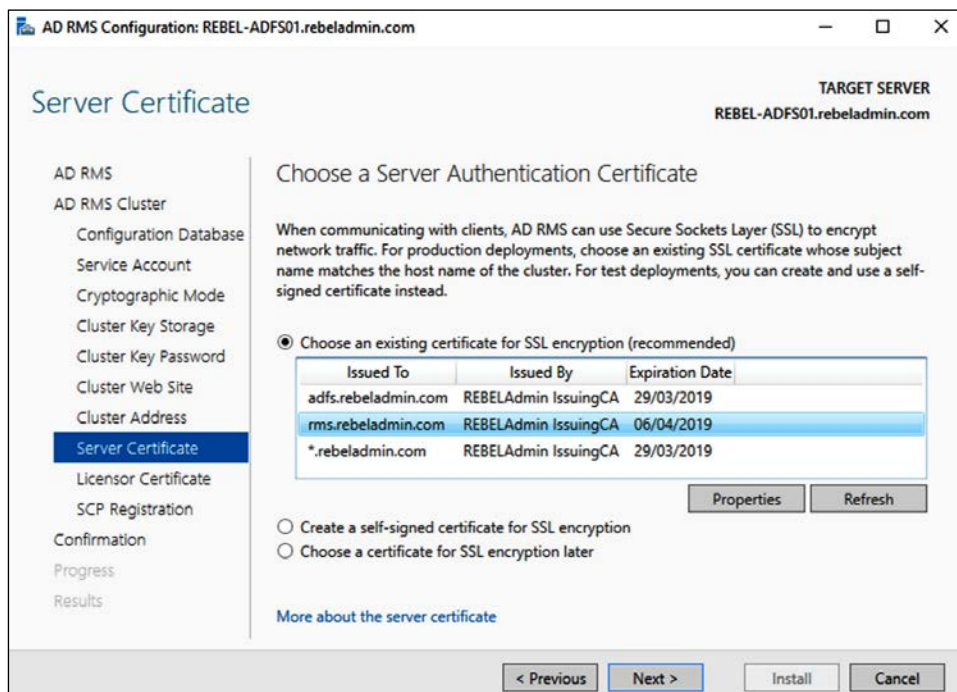 AD RMS Configuration: REBEL-ADFS01.rebeladmin.com
Server Certificate
TARGET SERVER
REBEL-ADFS01.rebeladmin.com
AD RMS
AD RMS Cluster
Configuration Database
Service Account
Cryptographic Mode
Cluster Key Storage
Cluster Key Password
Cluster Web Site
Cluster Address
Server Certificate
Licensor Certificate
SCP Registration
Confirmation
Progress
Results
Choose a Server Authentication Certificate
When communicating with clients, AD RMS can use Secure Sockets Layer (SSL) to encrypt
network traffic. For production deployments, choose an existing SSL certificate whose subject
name matches the host name of the cluster. For test deployments, you can create and use a self-
signed certificate instead.
Choose an existing certificate for SSL encryption (recommended)
Issued To Issued By Expiration Date
adfs.rebeladmin.com REBELAdmin IssuingCA 29/03/2019
rms.rebeladmin.com REBELAdmin IssuingCA 06/04/2019
*.rebeladmin.com REBELAdmin IssuingCA 29/03/2019
Properties Refresh
Create a self-signed certificate for SSL encryption
Choose a certificate for SSL encryption later
More about the server certificate
< Previous Next > Install Cancel